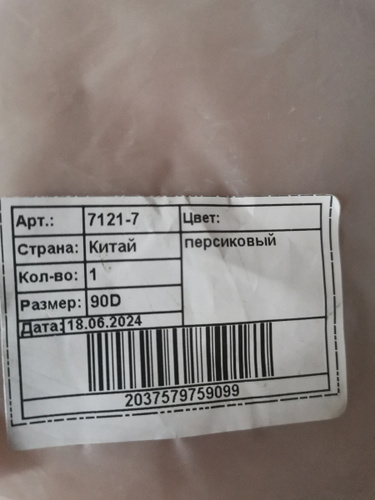 Арт.: 7121-7 Цвет:
Страна: Китай персиковый
Кол-во: 1
Размер: 90D
Дата: 18.06.2024
2037579759099